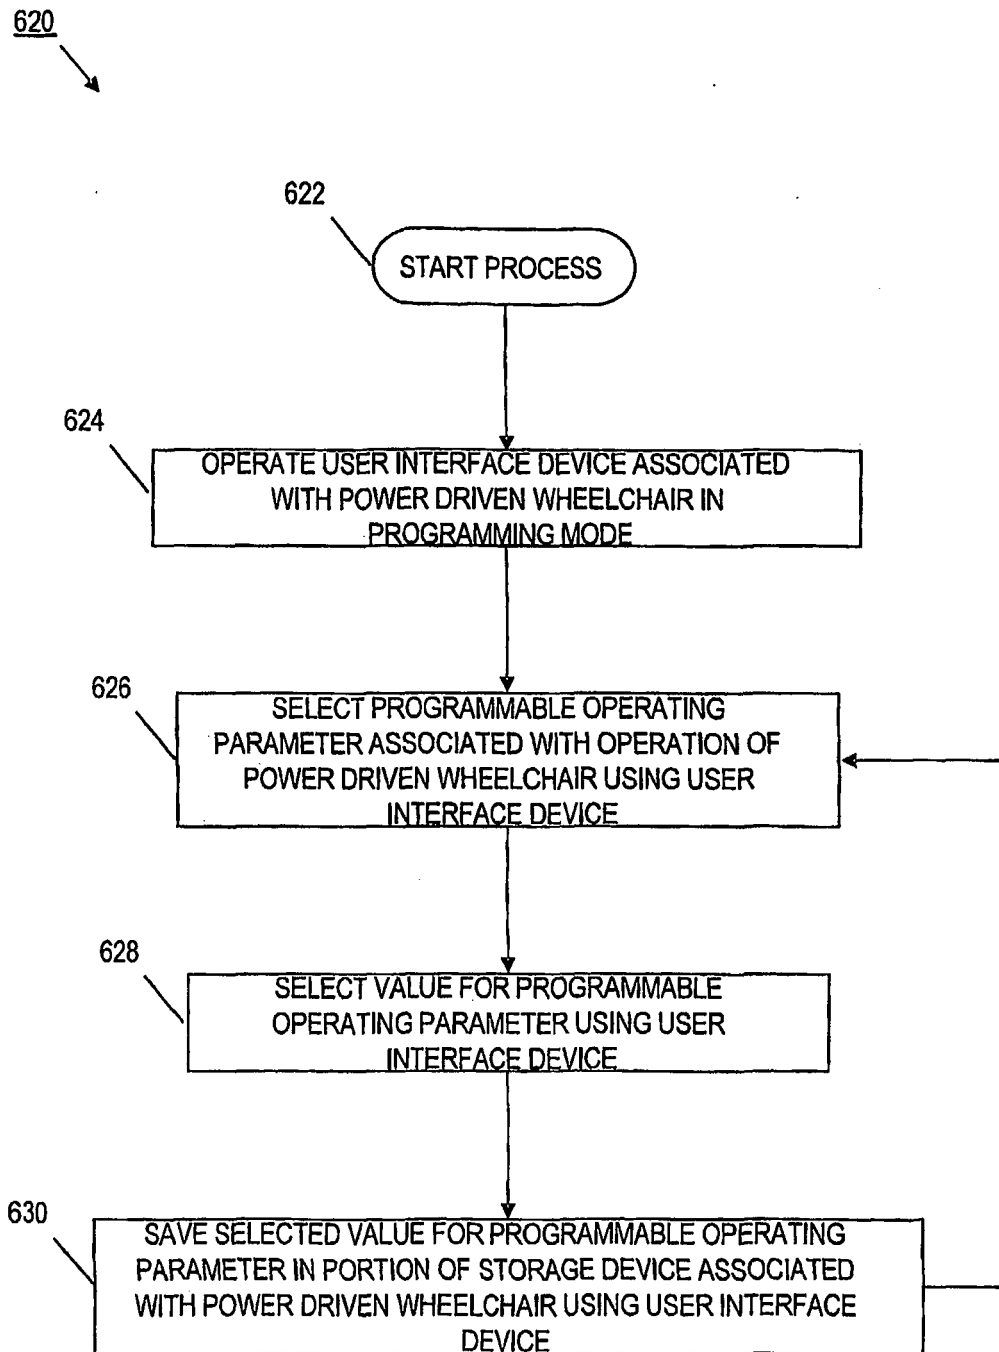 620
622
START PROCESS
624
OPERATE USER INTERFACE DEVICE ASSOCIATED
WITH POWER DRIVEN WHEELCHAIR IN
PROGRAMMING MODE
626
SELECT PROGRAMMABLE OPERATING
PARAMETER ASSOCIATED WITH OPERATION OF
POWER DRIVEN WHEELCHAIR USING USER
INTERFACE DEVICE
628
SELECT VALUE FOR PROGRAMMABLE
OPERATING PARAMETER USING USER
INTERFACE DEVICE
630
SAVE SELECTED VALUE FOR PROGRAMMABLE OPERATING
PARAMETER IN PORTION OF STORAGE DEVICE ASSOCIATED
WITH POWER DRIVEN WHEELCHAIR USING USER INTERFACE
DEVICE